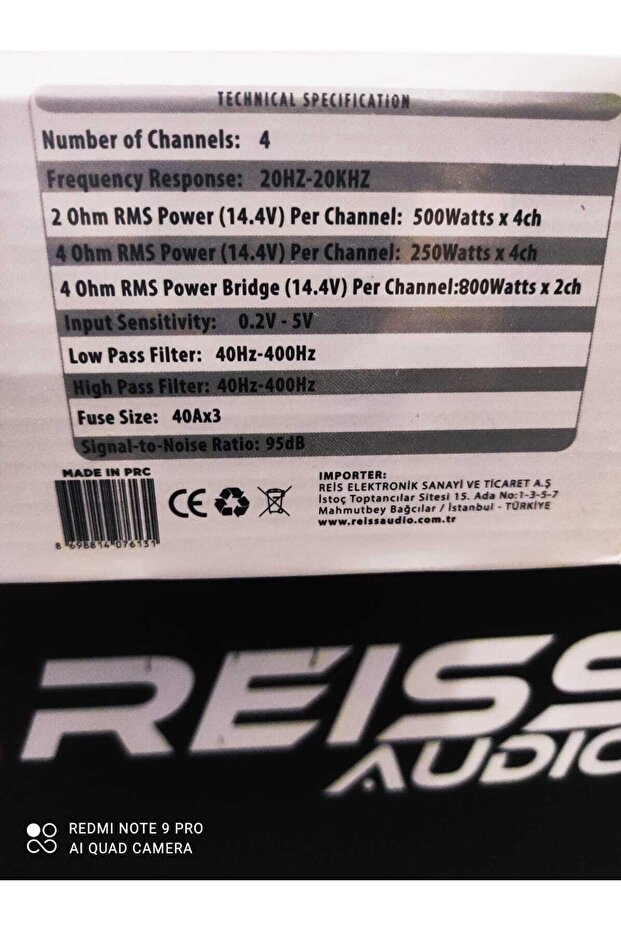 TECHNICAL SPECIFICATION
Number of Channels: 4
Frequency Response: 20HZ-20KHZ
2 Ohm RMS Power (14.4V) Per Channel: 500Watts x 4ch
4 Ohm RMS Power (14.4V) Per Channel: 250Watts x 4ch
4 Ohm RMS Power Bridge (14.4V) Per Channel:800Watts x 2ch
Input Sensitivity: 0.2V - 5V
Low Pass Filter: 40Hz-400Hz
High Pass Filter: 40Hz-400Hz
Fuse Size: 40Ax3
Signal-to-Noise Ratio: 95dB
MADE IN PRC
8 698814 076131
CE
IMPORTER:
REİS ELEKTRONİK SANAYİ VE TİCARET A.Ş
İstoç Toptancılar Sitesi 15. Ada No:1-3-5-7
Mahmutbey Bağcılar / İstanbul - TÜRKİYE
www.reissaudio.com.tr
REISS
AUDIO
REDMI NOTE 9 PRO
AI QUAD CAMERA